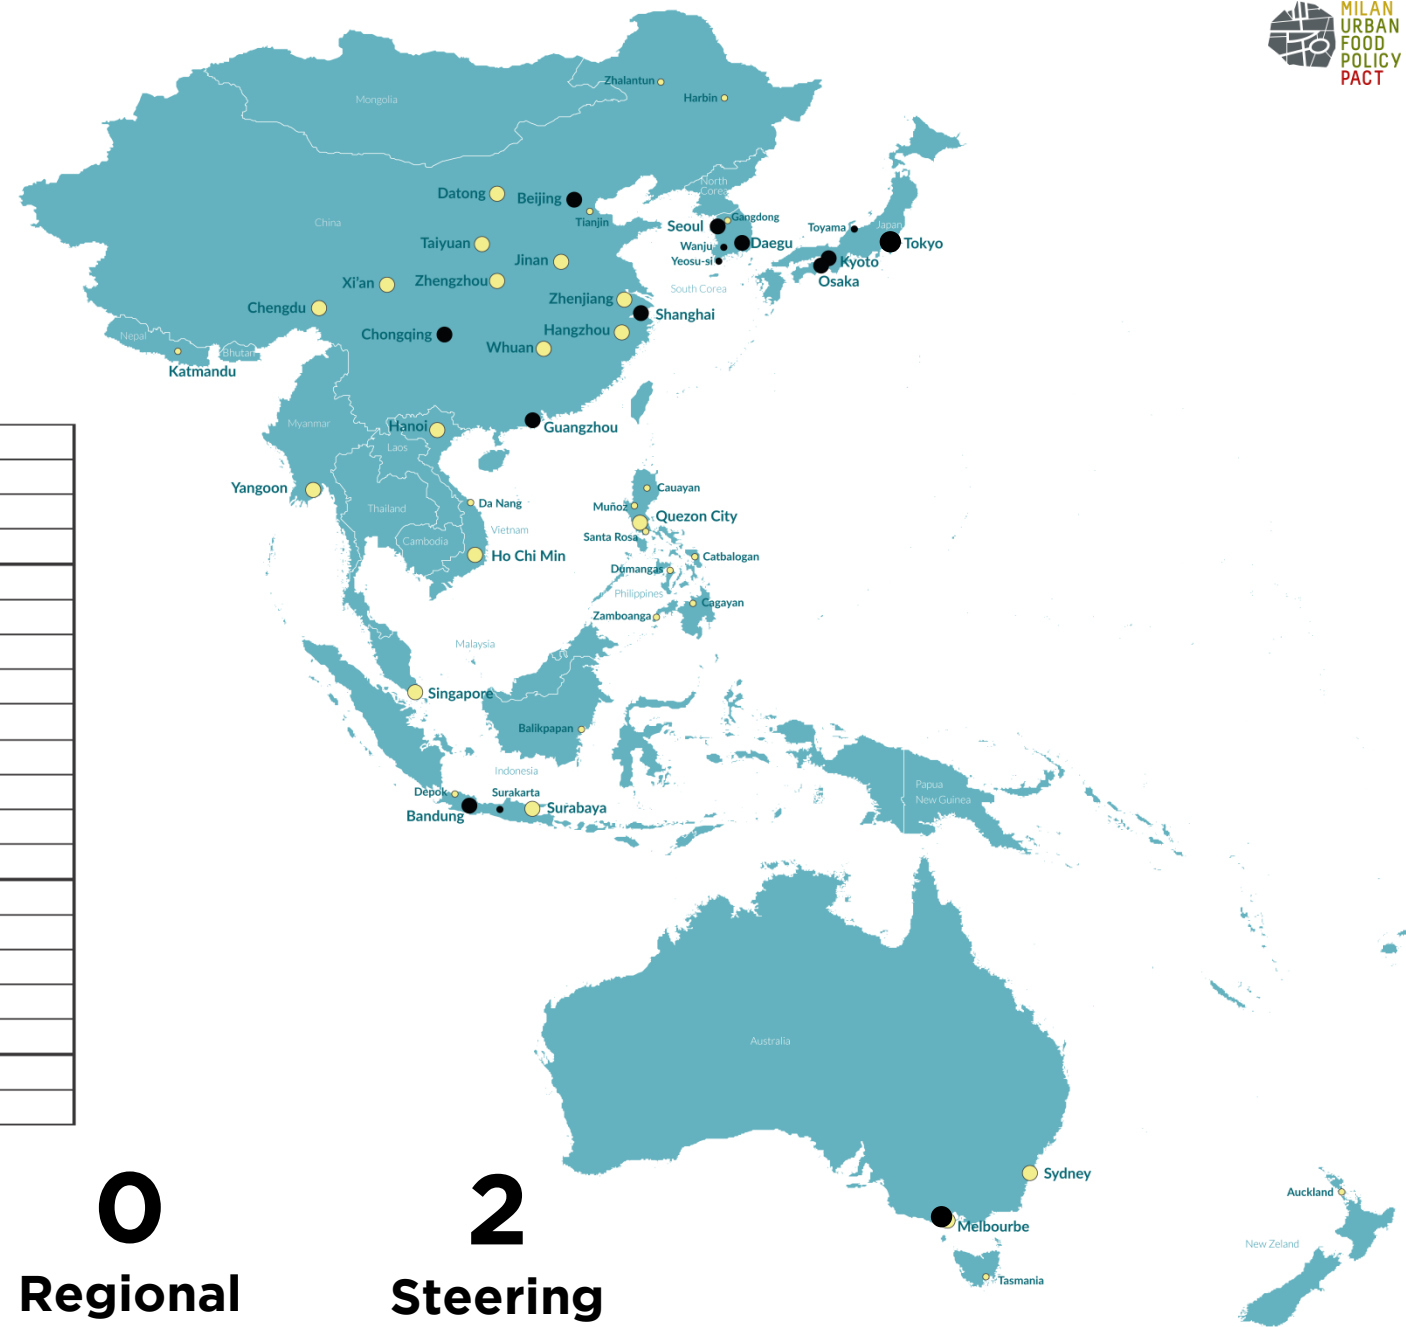 MILAN
URBAN
FOOD
POLICY
PACT
Zhalantun
Harbin
Mongolia
North
Corea
Datong
Beijing
Tianjin
China
Seoul
Gangdong
Toyama
Japan
Taiyuan
Wanju
Daegu
Tokyo
Jinan
Yeosu-si
Kyoto
Xi'an
Zhengzhou
Osaka
South Corea
Zhenjiang
Chengdu
Shanghai
Nepal
Chongqing
Hangzhou
Bhutan
Whuan
Katmandu
Myanmar
Hanoi
Guangzhou
Laos
Yangoon
Cauayan
Da Nang
Muñoz
Thailand
Quezon City
Vietnam
Santa Rosa
Cambodia
Ho Chi Min
Catbalogan
Dumangas
Philippines
Cagayan
Zamboanga
Malaysia
Singapore
Balikpapan
Indonesia
Papua
New Guinea
Depok
Surakarta
Bandung
Surabaya
Australia
Sydney
Auckland
Melbourbe
New Zeland
Tasmania
0
Regional
2
Steering